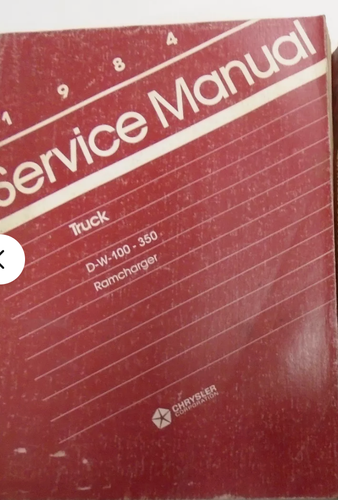 1 9 8 4
Service Manual
Truck
D-W-100 - 350
Ramcharger
CHRYSLER
CORPORATION